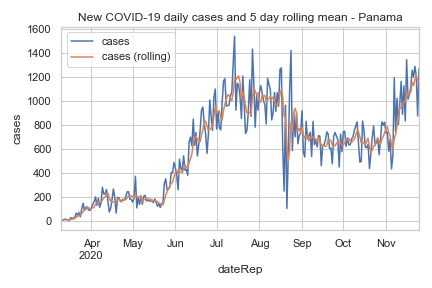 New COVID-19 daily cases and 5 day rolling mean - Panama
1600
1400
1200
1000
800
600
400
200
0
cases
cases
cases (rolling)
Apr
2020
May
Jun
Jul
Aug
Sep
Oct
Nov
dateRep